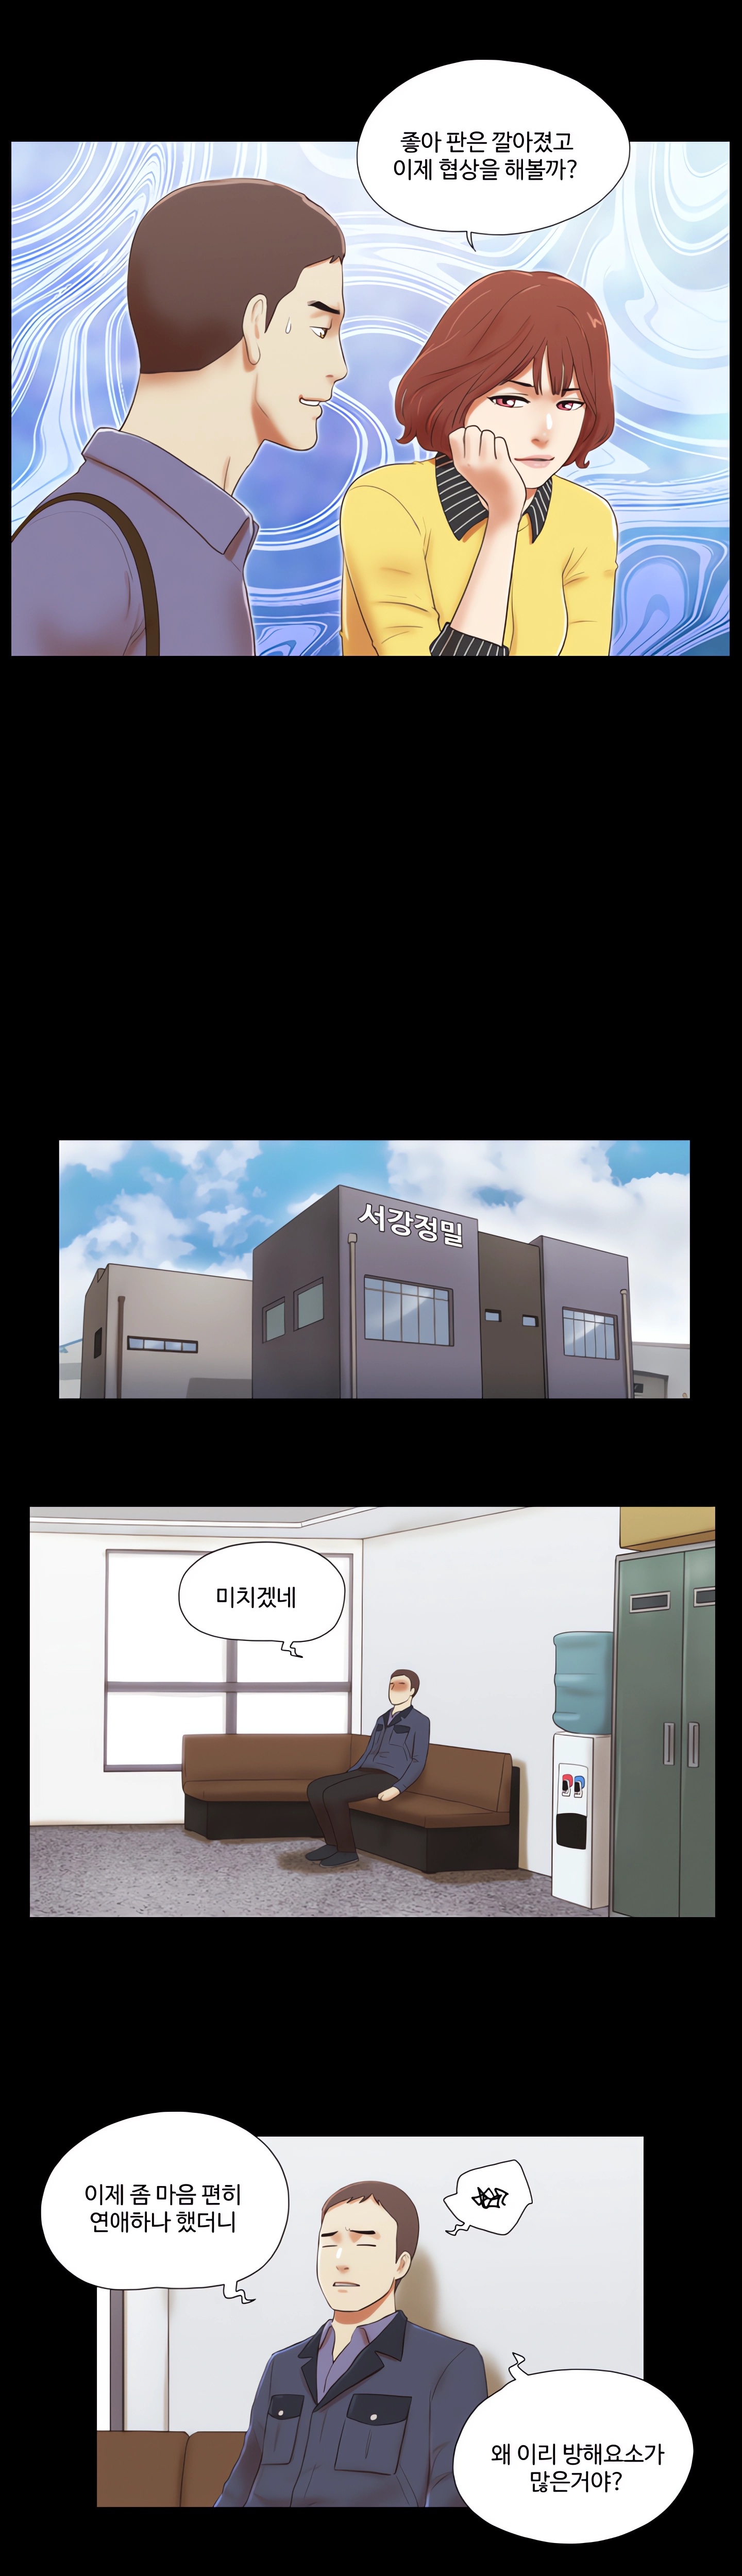 좋아 판은 깔아졌고
이제 협상을 해볼까?
서강정밀
미치겠네
이제 좀 마음 편히
연애하나 했더니
왜 이리 방해요소가
많은거야?